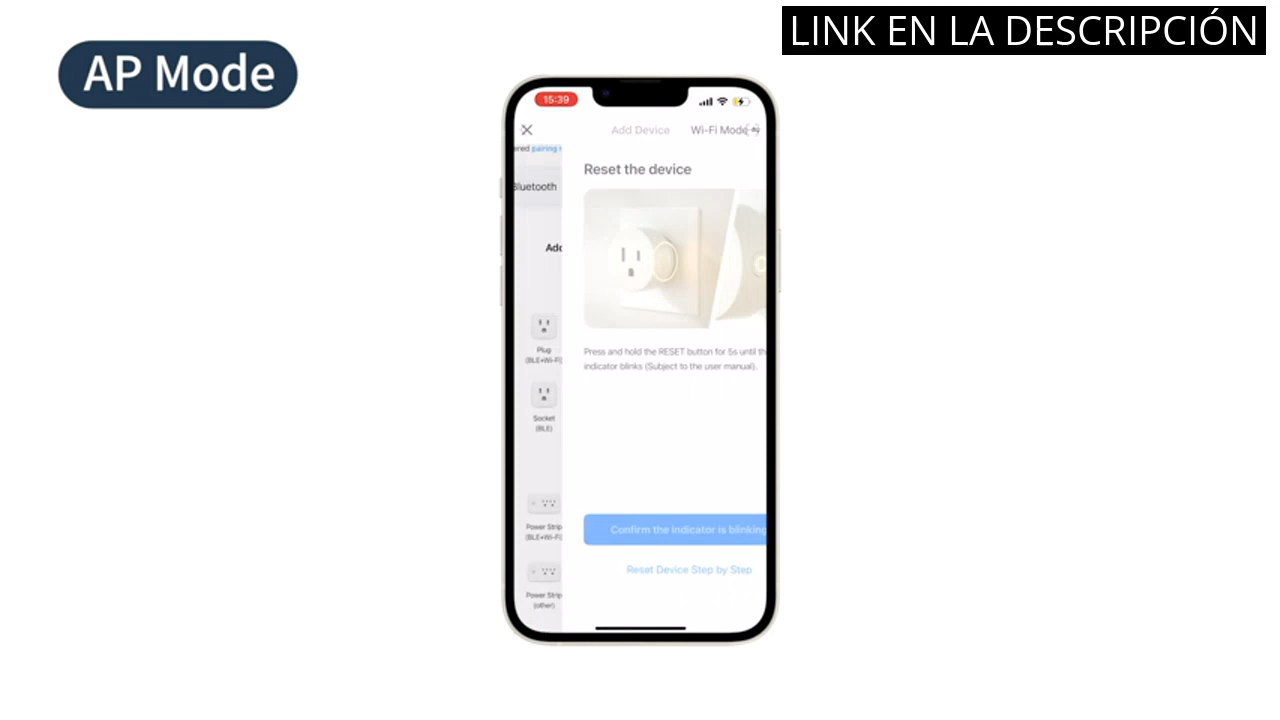 LINK EN LA DESCRIPCIÓN
AP Mode
15:39
Add Device
Wi-Fi Mode
ered pairing
Bluetooth
Reset the device
Add
Plug
(BLE+Wi-Fi)
Press and hold the RESET button for 5s until th
indicator blinks (Subject to the user manual).
Socket
(BLE)
Power Strip
(BLE+Wi-Fi)
Confirm the indicator is blinking
Reset Device Step by Step
Power Strip
(other)